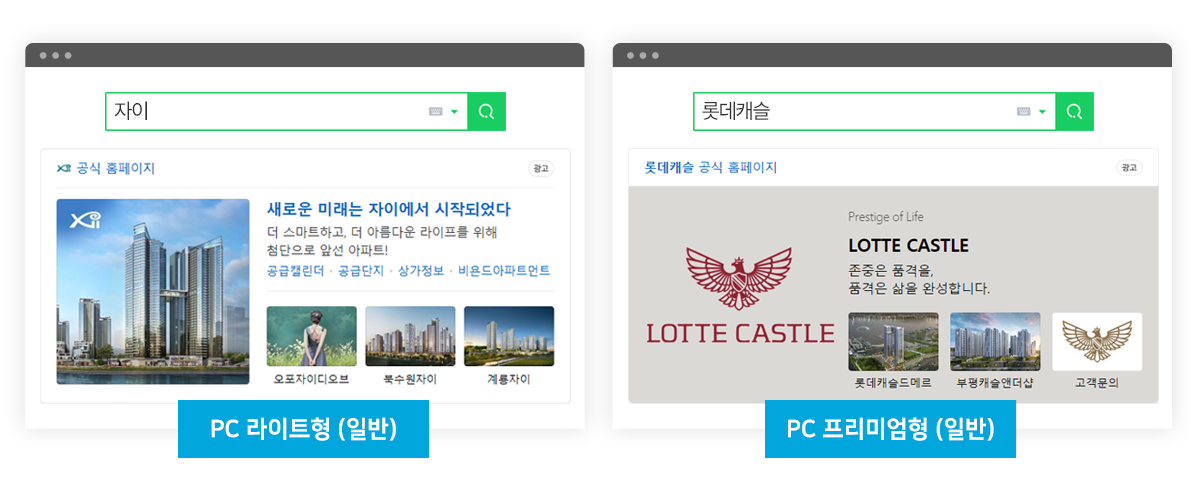 자이
Xii 공식 홈페이지
광고
Xii
새로운 미래는 자이에서 시작되었다
더 스마트하고, 더 아름다운 라이프를 위해
첨단으로 앞선 아파트!
공급캘린더 · 공급단지 · 상가정보 · 비욘드아파트먼트
오포자이디오브
북수원자이
계룡자이
PC 라이트형 (일반)
롯데캐슬
롯데캐슬 공식 홈페이지
광고
LOTTE CASTLE
Prestige of Life
LOTTE CASTLE
존중은 품격을,
품격은 삶을 완성합니다.
롯데캐슬드메르
부평캐슬앤더샵
고객문의
PC 프리미엄형 (일반)